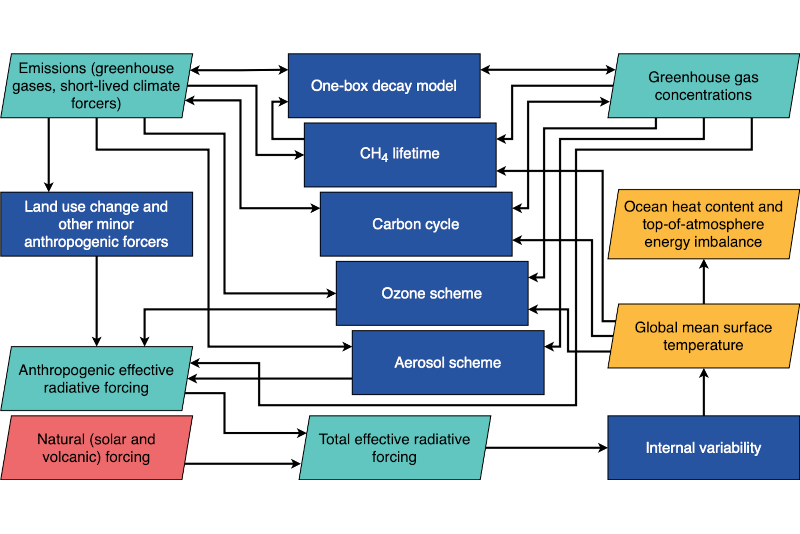 Emissions (greenhouse
gases, short-lived climate
forcers)
One-box decay model
Greenhouse gas
concentrations
CH₄ lifetime
Land use change and
other minor
anthropogenic forcers
Carbon cycle
Ocean heat content and
top-of-atmosphere
energy imbalance
Ozone scheme
Global mean surface
temperature
Anthropogenic effective
radiative forcing
Aerosol scheme
Natural (solar and
volcanic) forcing
Total effective radiative
forcing
Internal variability